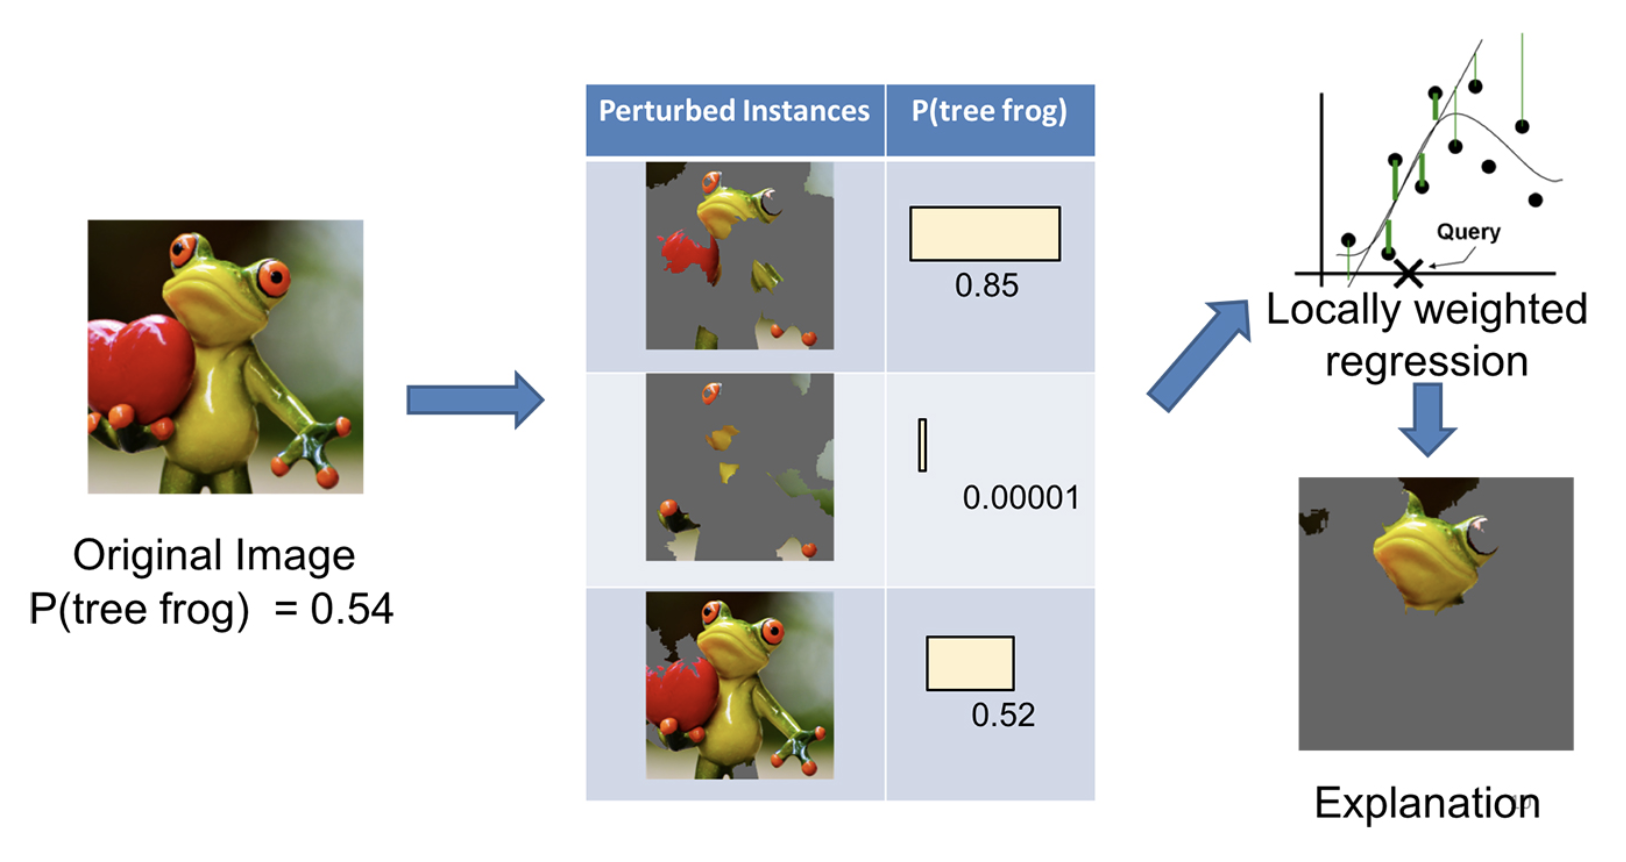 Original Image
P(tree frog) = 0.54
Perturbed Instances
P(tree frog)
0.85
0.00001
0.52
Query
Locally weighted
regression
Explanation